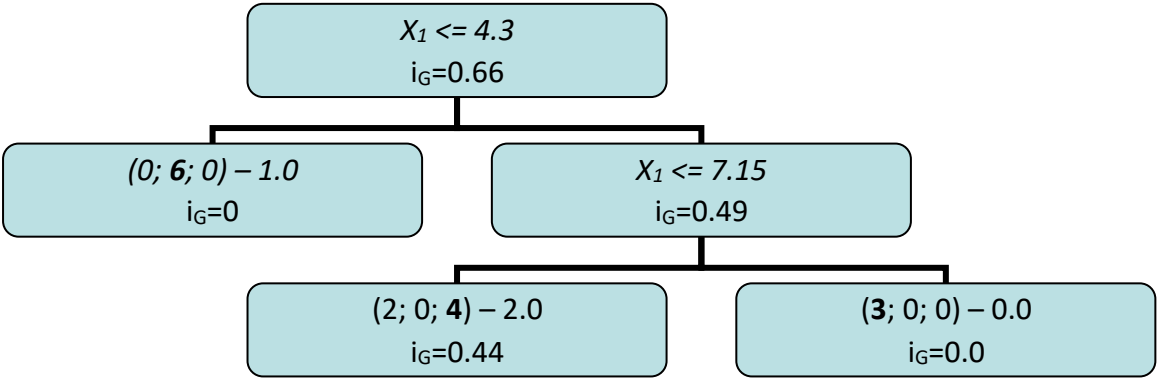 X₁ <= 4.3
i_G=0.66
(0; 6; 0) – 1.0
i_G=0
X₁ <= 7.15
i_G=0.49
(2; 0; 4) – 2.0
i_G=0.44
(3; 0; 0) – 0.0
i_G=0.0